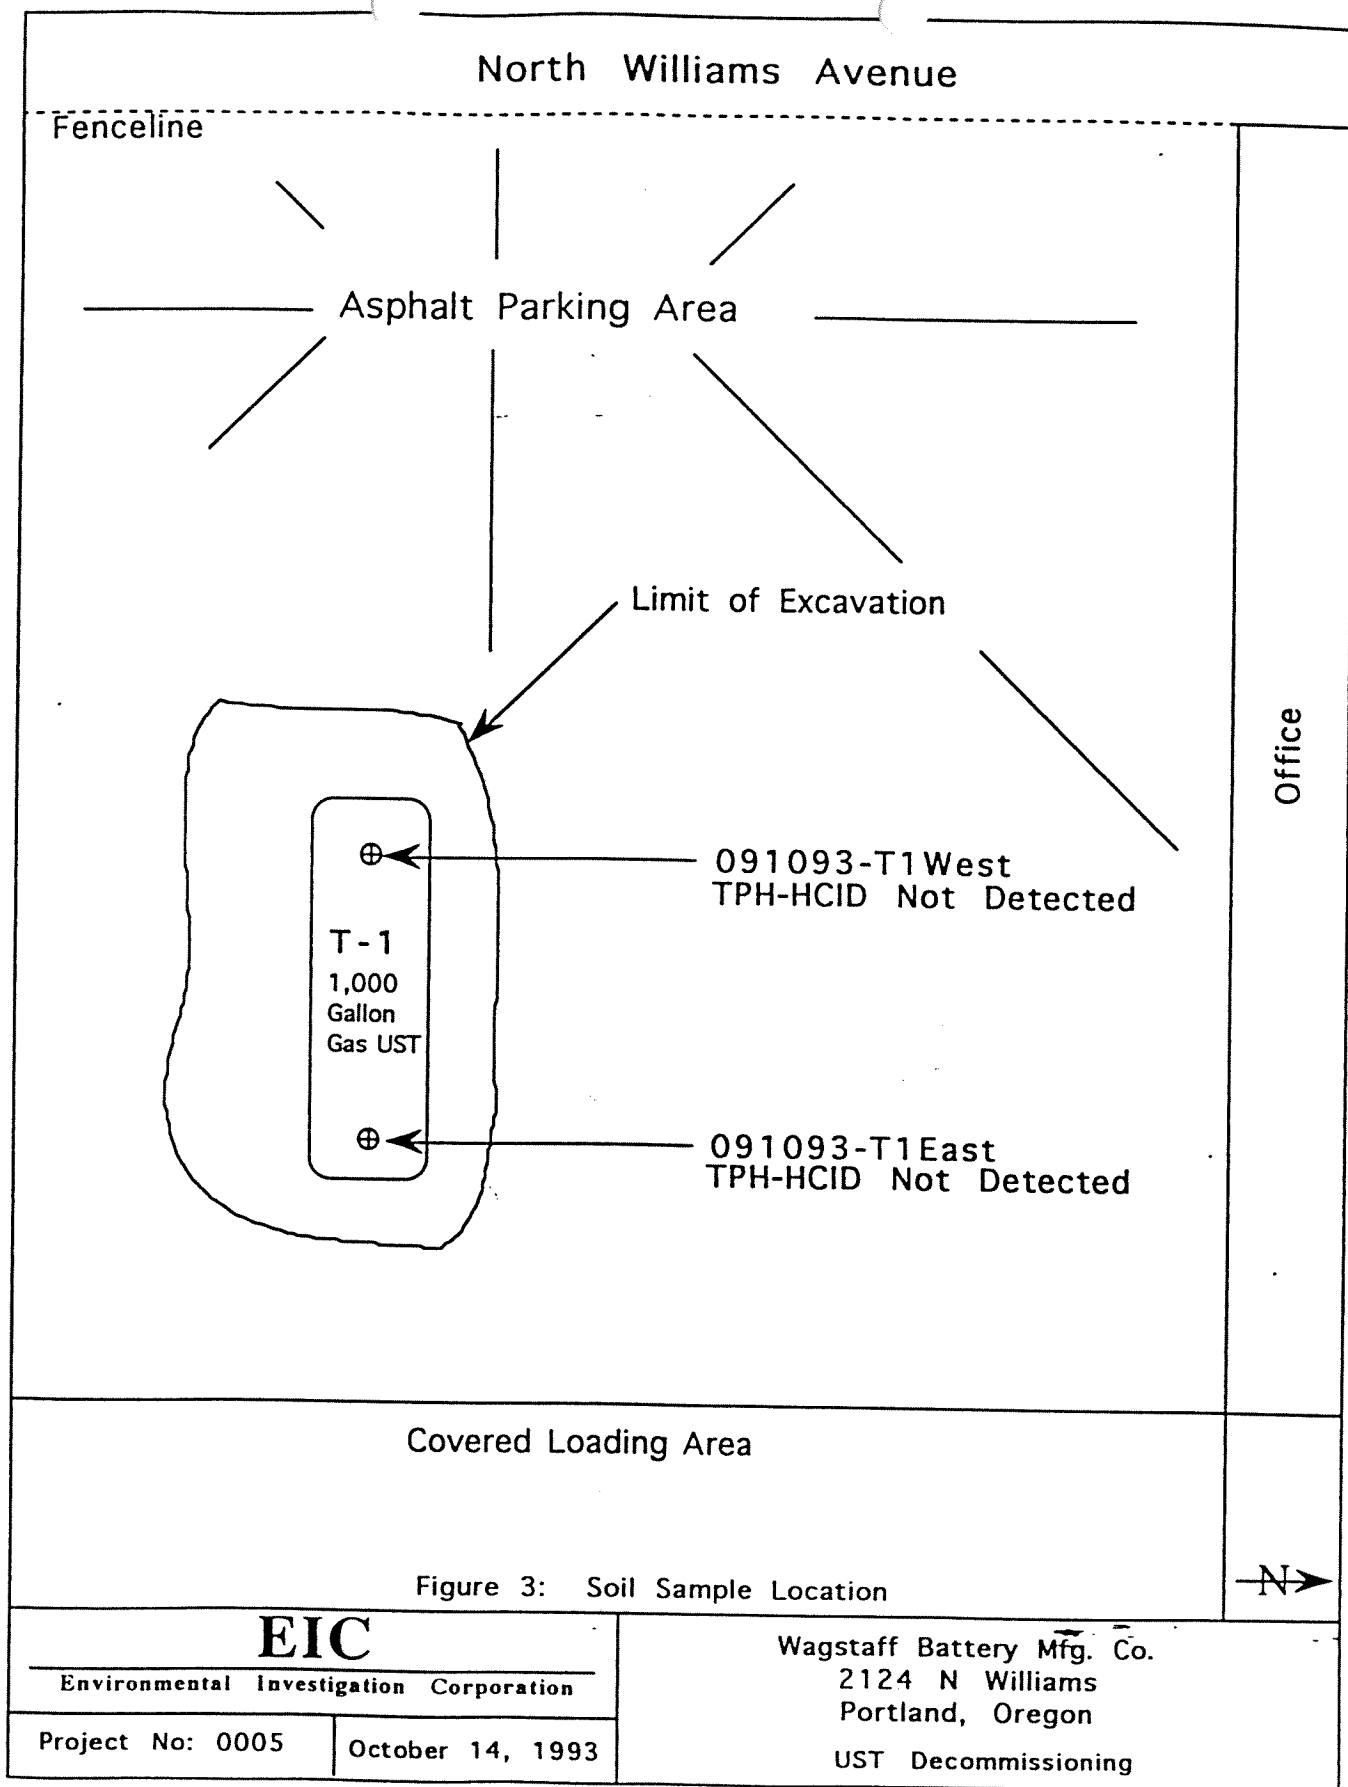 North Williams Avenue
Fenceline
Asphalt Parking Area
Limit of Excavation
Office
091093-T1West
TPH-HCID Not Detected
T-1
1,000
Gallon
Gas UST
091093-T1East
TPH-HCID Not Detected
Covered Loading Area
Figure 3: Soil Sample Location
N
EIC
Environmental Investigation Corporation
Project No: 0005
October 14, 1993
Wagstaff Battery Mfg. Co.
2124 N Williams
Portland, Oregon
UST Decommissioning